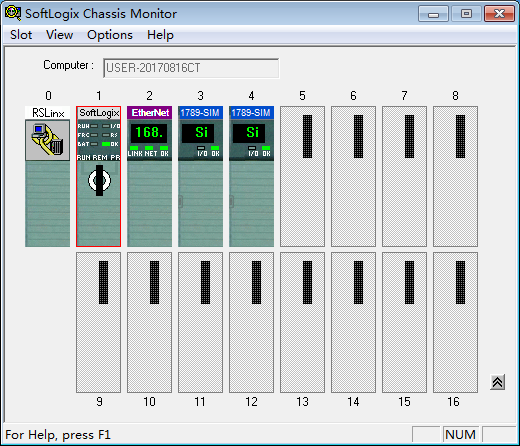 SoftLogix Chassis Monitor
Slot View Options Help
Computer : USER-20170816CT
0 1 2 3 4 5 6 7 8
RSLinx SoftLogix EtherNet 1789-SIM 1789-SIM
RUN I/O
FRC RS
BAT OK
168. Si Si
LINK NET OK I/O OK I/O OK
RUN REM PR
9 10 11 12 13 14 15 16
For Help, press F1 NUM